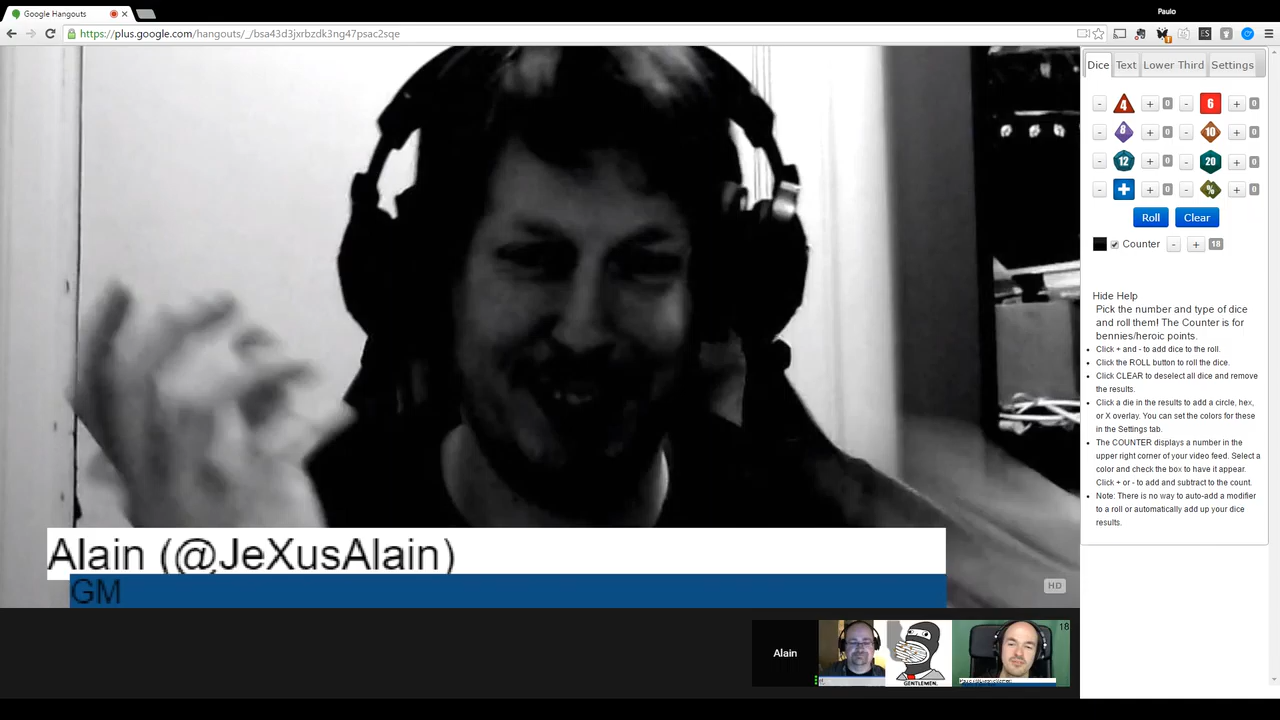 Paulo
Google Hangouts
https://plus.google.com/hangouts/_/bsa43d3jxrbzdk3ng47psac2sqe
ES
Dice Text Lower Third Settings
- 4 + 0 - 6 + 0
- 8 + 0 - 10 + 0
- 12 + 0 - 20 + 0
- + + 0 - % + 0
Roll Clear
Counter - + 18
Hide Help
Pick the number and type of dice
and roll them! The Counter is for
bennies/heroic points.
Click + and - to add dice to the roll.
Click the ROLL button to roll the dice.
Click CLEAR to deselect all dice and remove
the results.
Click a die in the results to add a circle, hex,
or X overlay. You can set the colors for these
in the Settings tab.
The COUNTER displays a number in the
upper right corner of your video feed. Select a
color and check the box to have it appear.
Click + or - to add and subtract to the count.
Note: There is no way to auto-add a modifier
to a roll or automatically add up your dice
results.
Alain (@JeXusAlain)
GM
HD
Alain
GENTLEMEN.
18